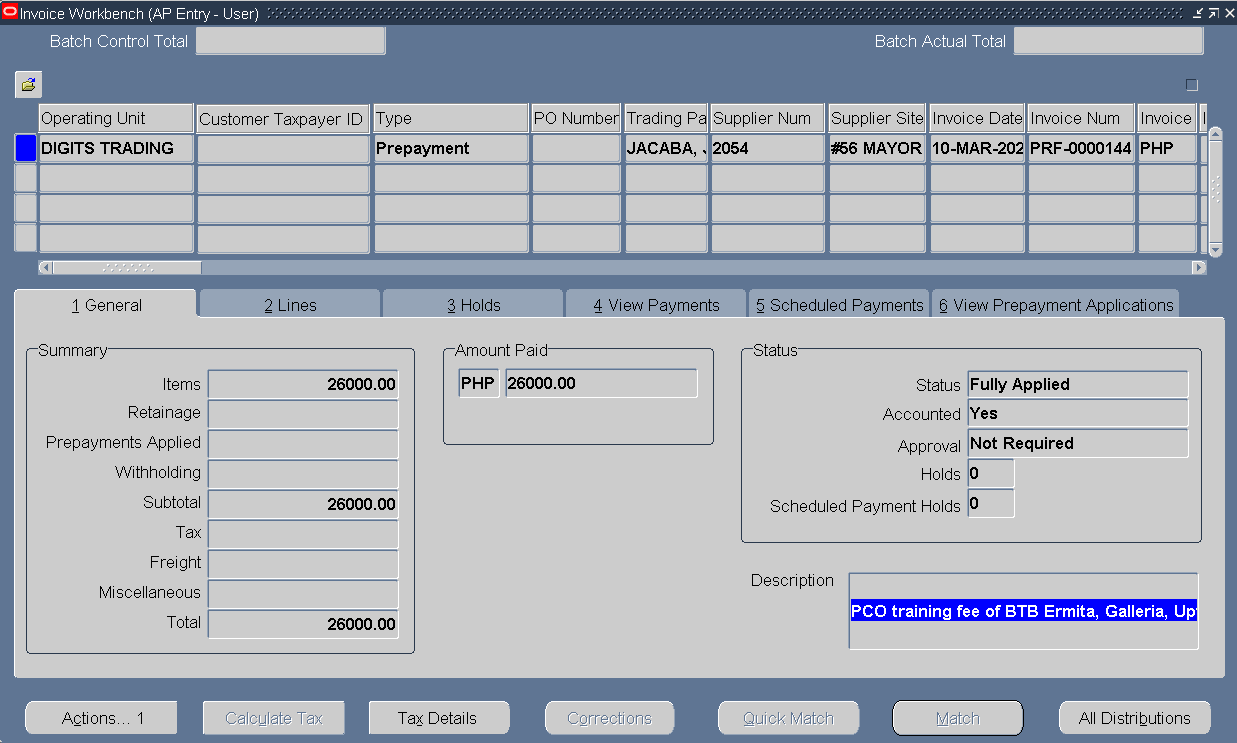 Invoice Workbench (AP Entry - User)
Batch Control Total
Batch Actual Total
Operating Unit Customer Taxpayer ID Type PO Number Trading Pa Supplier Num Supplier Site Invoice Date Invoice Num Invoice
DIGITS TRADING Prepayment JACABA, 2054 #56 MAYOR 10-MAR-202 PRF-0000144 PHP
1 General 2 Lines 3 Holds 4 View Payments 5 Scheduled Payments 6 View Prepayment Applications
Summary
Items 26000.00
Retainage
Prepayments Applied
Withholding
Subtotal 26000.00
Tax
Freight
Miscellaneous
Total 26000.00
Amount Paid
PHP 26000.00
Status
Status Fully Applied
Accounted Yes
Approval Not Required
Holds 0
Scheduled Payment Holds 0
Description
PCO training fee of BTB Ermita, Galleria, Up
Actions... 1 Calculate Tax Tax Details Corrections Quick Match Match All Distributions